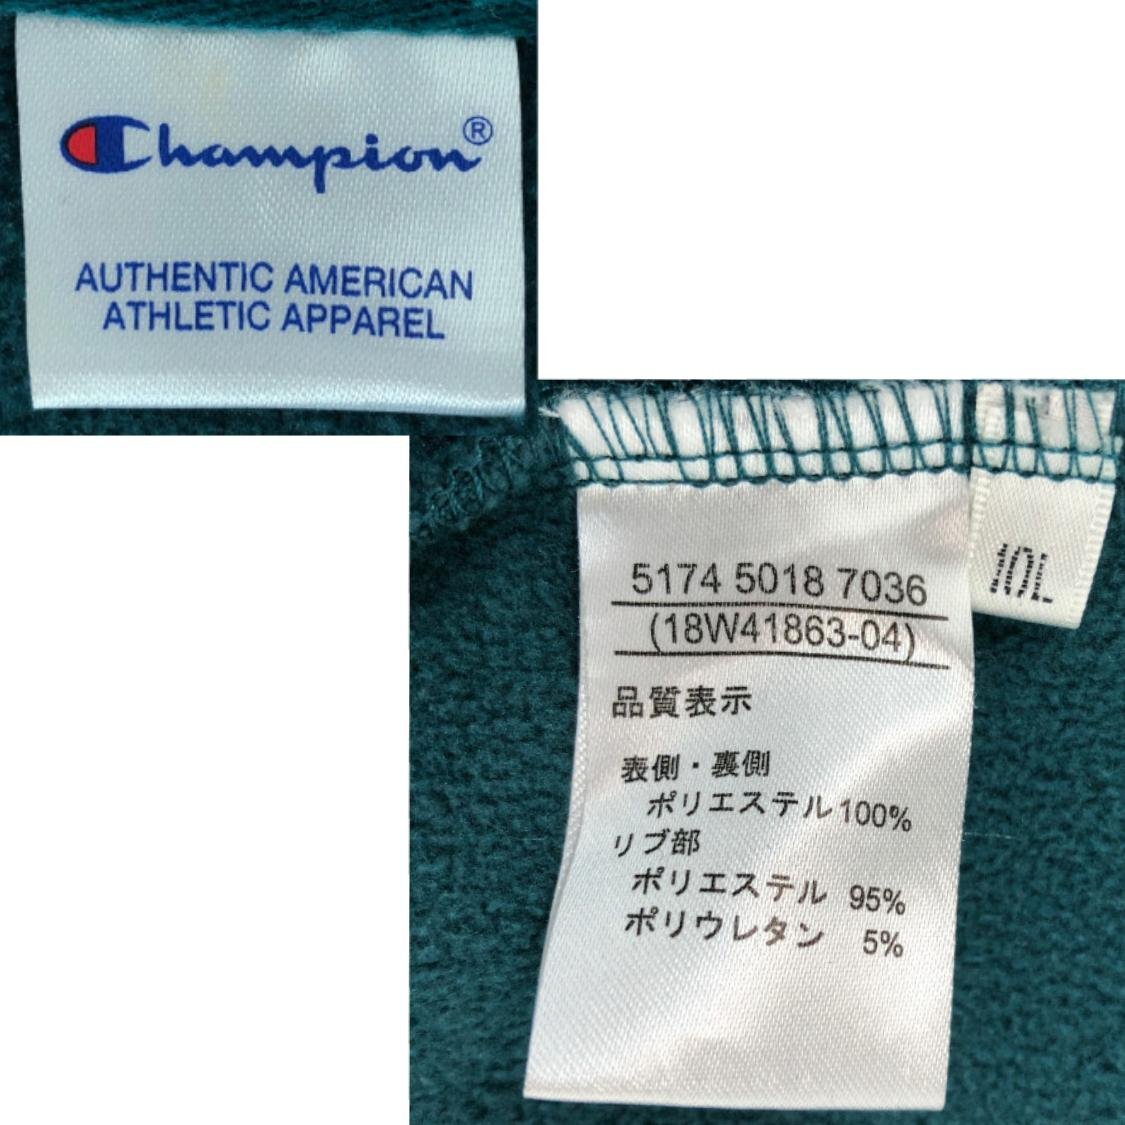 Champion®
AUTHENTIC AMERICAN
ATHLETIC APPAREL
5174 5018 7036
(18W41863-04)
品質表示
表側・裏側
ポリエステル100%
リブ部
ポリエステル 95%
ポリウレタン 5%